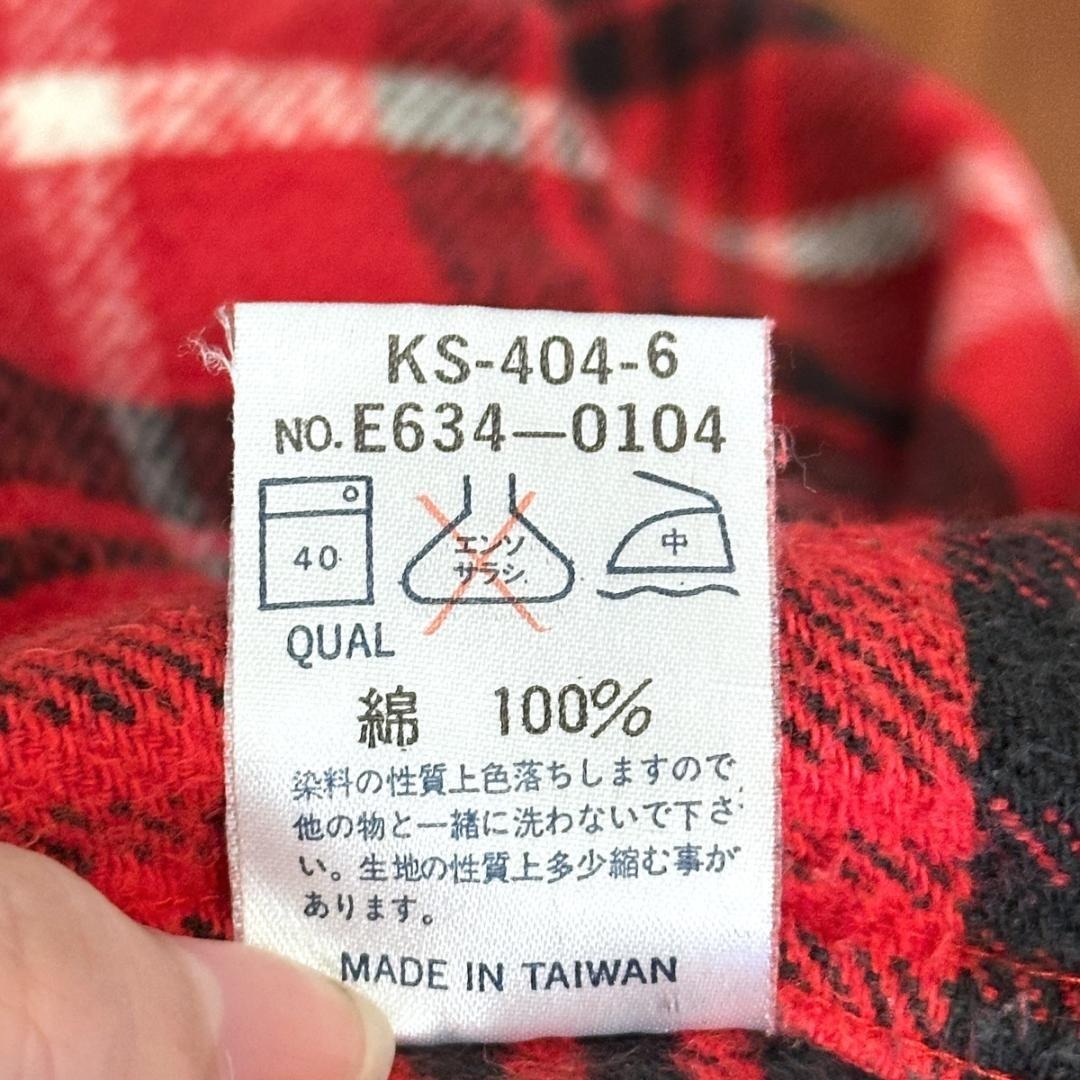 KS-404-6
NO. E634—0104
40
エンソ
サラシ
中
QUAL
綿 100%
染料の性質上色落ちしますので
他の物と一緒に洗わないで下さ
い。生地の性質上多少縮む事が
あります。
MADE IN TAIWAN